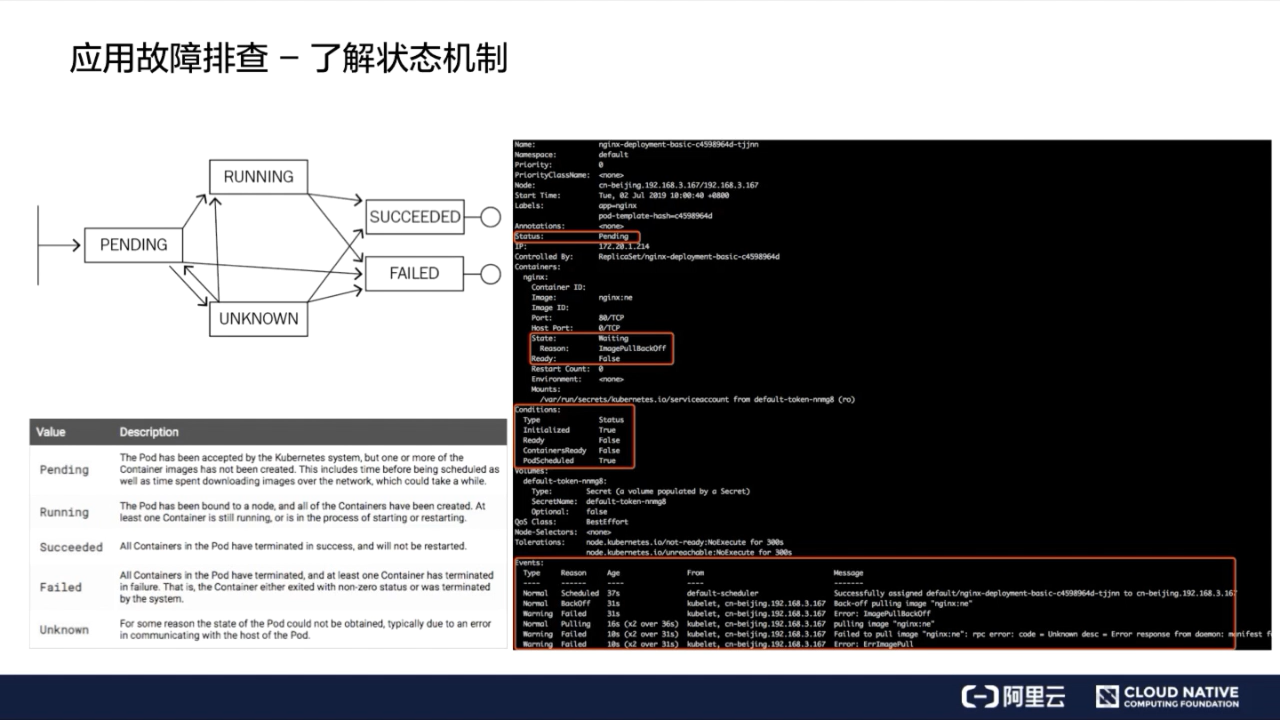 应用故障排查 – 了解状态机制
RUNNING
SUCCEEDED
PENDING
FAILED
UNKNOWN
Value Description
Pending The Pod has been accepted by the Kubernetes system, but one or more of the
Container images has not been created. This includes time before being scheduled as
well as time spent downloading images over the network, which could take a while.
Running The Pod has been bound to a node, and all of the Containers have been created. At
least one Container is still running, or is in the process of starting or restarting.
Succeeded All Containers in the Pod have terminated in success, and will not be restarted.
Failed All Containers in the Pod have terminated, and at least one Container has terminated
in failure. That is, the Container either exited with non-zero status or was terminated
by the system.
Unknown For some reason the state of the Pod could not be obtained, typically due to an error
in communicating with the host of the Pod.
Name: nginx-deployment-basic-c4598964d-tjjnn
Namespace: default
Priority: 0
PriorityClassName: <none>
Node: cn-beijing.192.168.3.167/192.168.3.167
Start Time: Tue, 02 Jul 2019 10:00:40 +0800
Labels: app=nginx
pod-template-hash=c4598964d
Annotations: <none>
Status: Pending
IP: 172.20.1.214
Controlled By: ReplicaSet/nginx-deployment-basic-c4598964d
Containers:
nginx:
Container ID:
Image: nginx:ne
Image ID:
Port: 80/TCP
Host Port: 0/TCP
State: Waiting
Reason: ImagePullBackOff
Ready: False
Restart Count: 0
Environment: <none>
Mounts:
/var/run/secrets/kubernetes.io/serviceaccount from default-token-nnmg8 (ro)
Conditions:
Type Status
Initialized True
Ready False
ContainersReady False
PodScheduled True
Volumes:
default-token-nnmg8:
Type: Secret (a volume populated by a Secret)
SecretName: default-token-nnmg8
Optional: false
QoS Class: BestEffort
Node-Selectors: <none>
Tolerations: node.kubernetes.io/not-ready:NoExecute for 300s
node.kubernetes.io/unreachable:NoExecute for 300s
Events:
Type Reason Age From Message
---- ------ ---- ---- -------
Normal Scheduled 37s default-scheduler Successfully assigned default/nginx-deployment-basic-c4598964d-tjjnn to cn-beijing.192.168.3.167
Normal BackOff 31s kubelet, cn-beijing.192.168.3.167 Back-off pulling image "nginx:ne"
Warning Failed 31s kubelet, cn-beijing.192.168.3.167 Error: ImagePullBackOff
Normal Pulling 16s (x2 over 36s) kubelet, cn-beijing.192.168.3.167 pulling image "nginx:ne"
Warning Failed 10s (x2 over 31s) kubelet, cn-beijing.192.168.3.167 Failed to pull image "nginx:ne": rpc error: code = Unknown desc = Error response from daemon: manifest f
Warning Failed 10s (x2 over 31s) kubelet, cn-beijing.192.168.3.167 Error: ErrImagePull
阿里云
CLOUD NATIVE
COMPUTING FOUNDATION